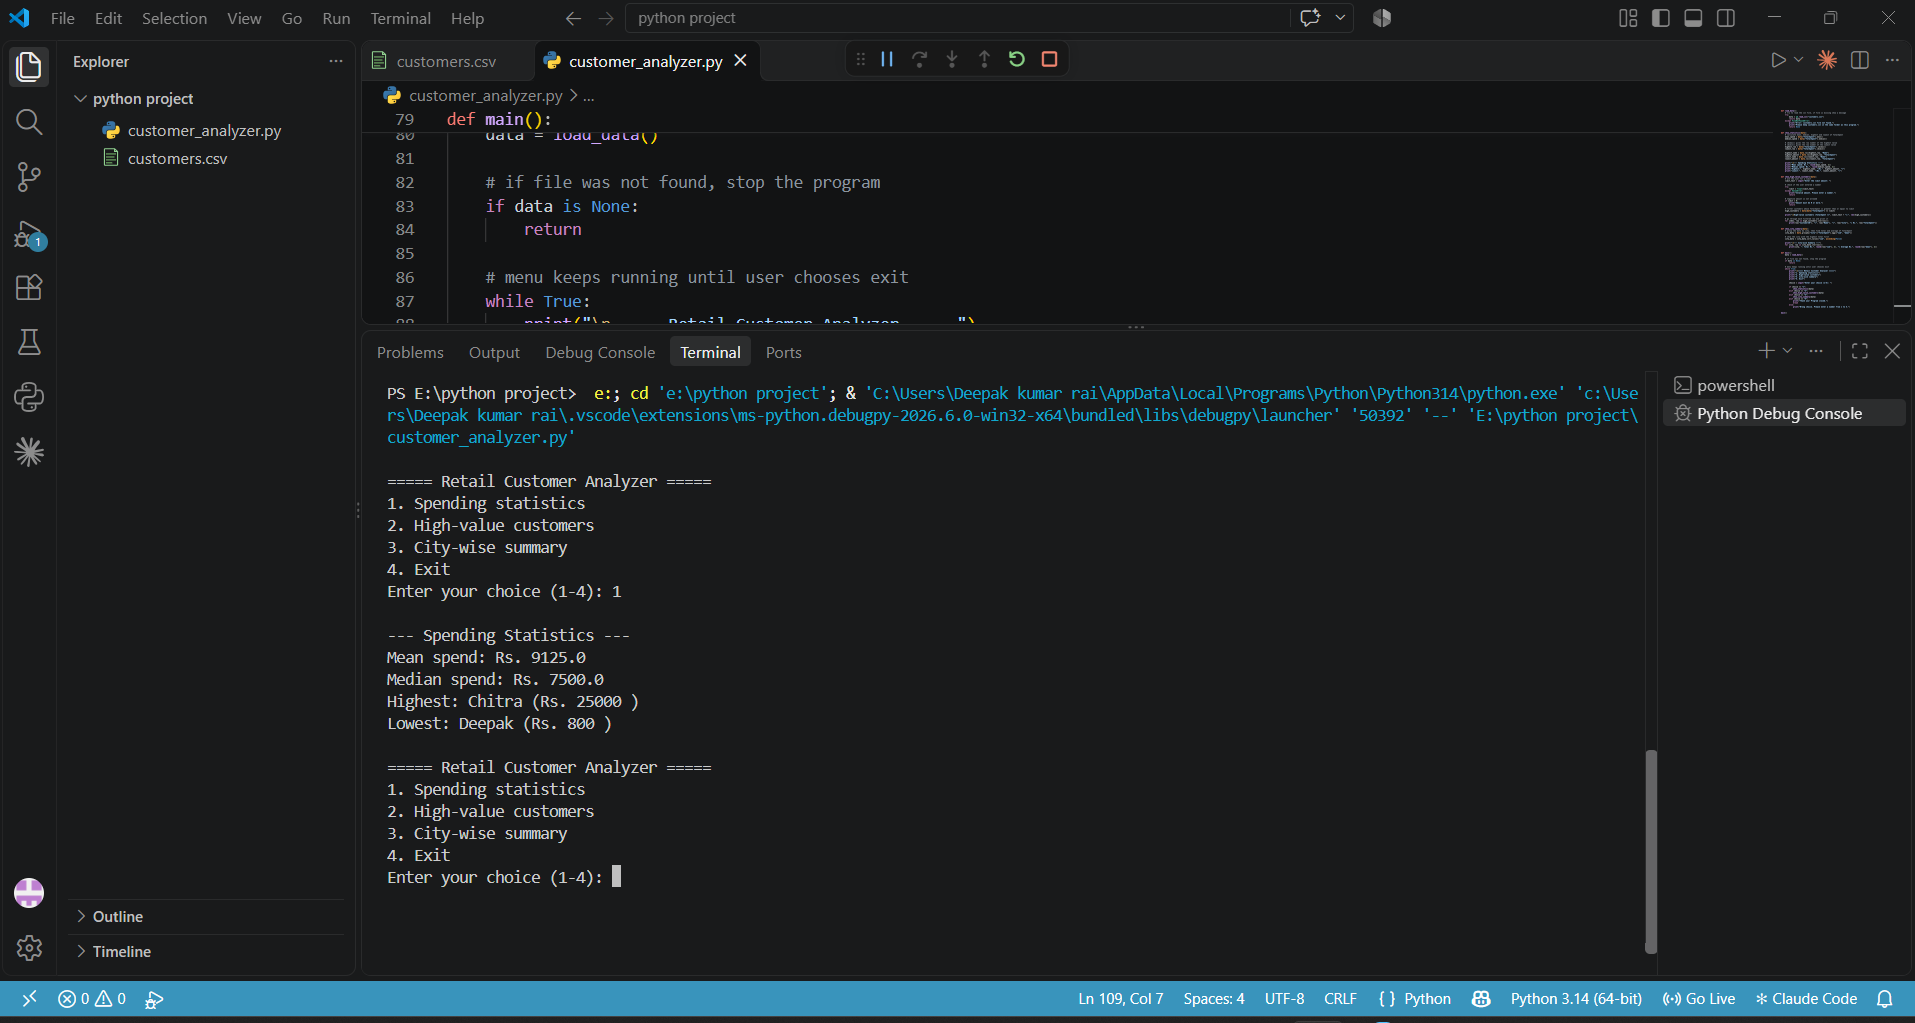 File Edit Selection View Go Run Terminal Help
python project
Explorer
python project
customer_analyzer.py
customers.csv
Outline
Timeline
customers.csv
customer_analyzer.py
customer_analyzer.py > ...
79 def main():
80 data = load_data()
81
82 # if file was not found, stop the program
83 if data is None:
84 return
85
86 # menu keeps running until user chooses exit
87 while True:
88 print("\n===== Retail Customer Analyzer =====")
Problems Output Debug Console Terminal Ports
PS E:\python project> e:; cd 'e:\python project'; & 'C:\Users\Deepak kumar rai\AppData\Local\Programs\Python\Python314\python.exe' 'c:\Use
rs\Deepak kumar rai\.vscode\extensions\ms-python.debugpy-2026.6.0-win32-x64\bundled\libs\debugpy\launcher' '50392' '--' 'E:\python project\
customer_analyzer.py'
===== Retail Customer Analyzer =====
1. Spending statistics
2. High-value customers
3. City-wise summary
4. Exit
Enter your choice (1-4): 1
--- Spending Statistics ---
Mean spend: Rs. 9125.0
Median spend: Rs. 7500.0
Highest: Chitra (Rs. 25000 )
Lowest: Deepak (Rs. 800 )
===== Retail Customer Analyzer =====
1. Spending statistics
2. High-value customers
3. City-wise summary
4. Exit
Enter your choice (1-4):
powershell
Python Debug Console
1
0 0
Ln 109, Col 7 Spaces: 4 UTF-8 CRLF { } Python Python 3.14 (64-bit) Go Live Claude Code